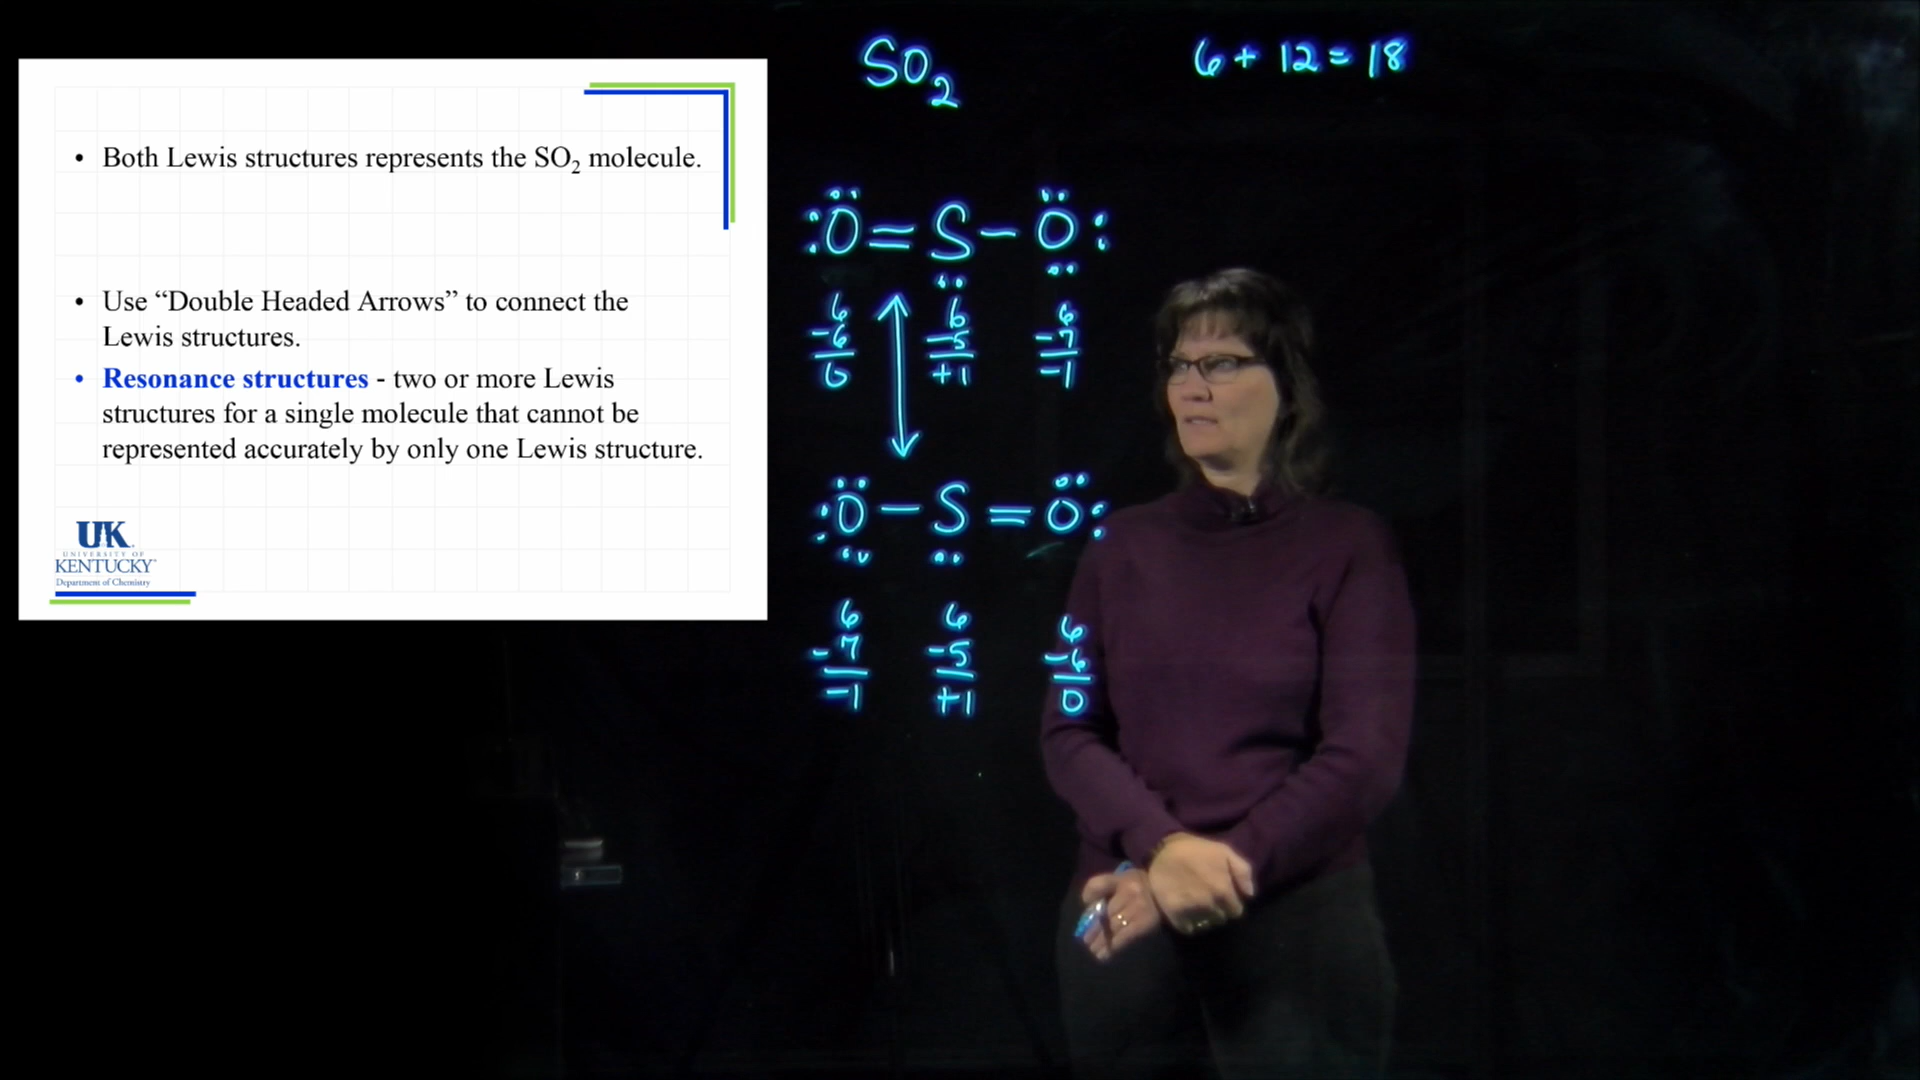 • Both Lewis structures represents the SO₂ molecule.
• Use “Double Headed Arrows” to connect the
Lewis structures.
• Resonance structures - two or more Lewis
structures for a single molecule that cannot be
represented accurately by only one Lewis structure.
UK
UNIVERSITY OF
KENTUCKY
Department of Chemistry
SO₂
6 + 12 = 18
:Ö=S̤-Ö̤:
6 6 6
-6 -5 -7
0 +1 -1
:Ö̤-S̤=Ö:
6 6 6
-7 -5 -6
-1 +1 0